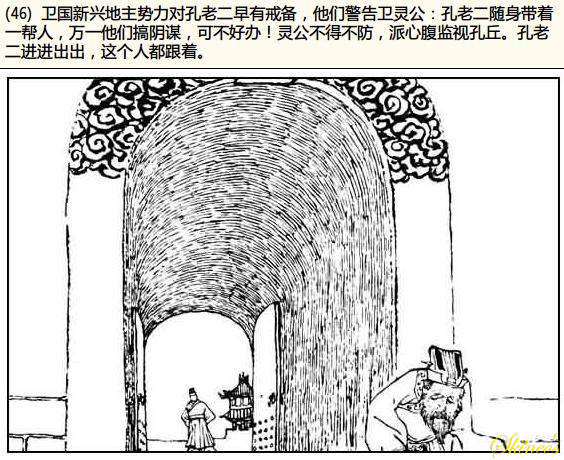 (46) 卫国新兴地主势力对孔老二早有戒备，他们警告卫灵公：孔老二随身带着
一帮人，万一他们搞阴谋，可不好办！灵公不得不防，派心腹监视孔丘。孔老
二进进出出，这个人都跟着。